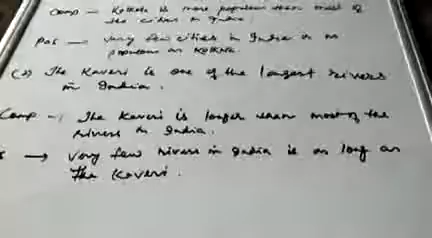 Comp — Kolkata is more populous than most of
the cities in India
Pos — Very few cities in India is as
populous as Kolkata.
(2) The Kaveri is one of the longest rivers
in India.
Comp — The Kaveri is longer than most of the
rivers in India.
s → Very few rivers in India is as long as
the Kaveri.